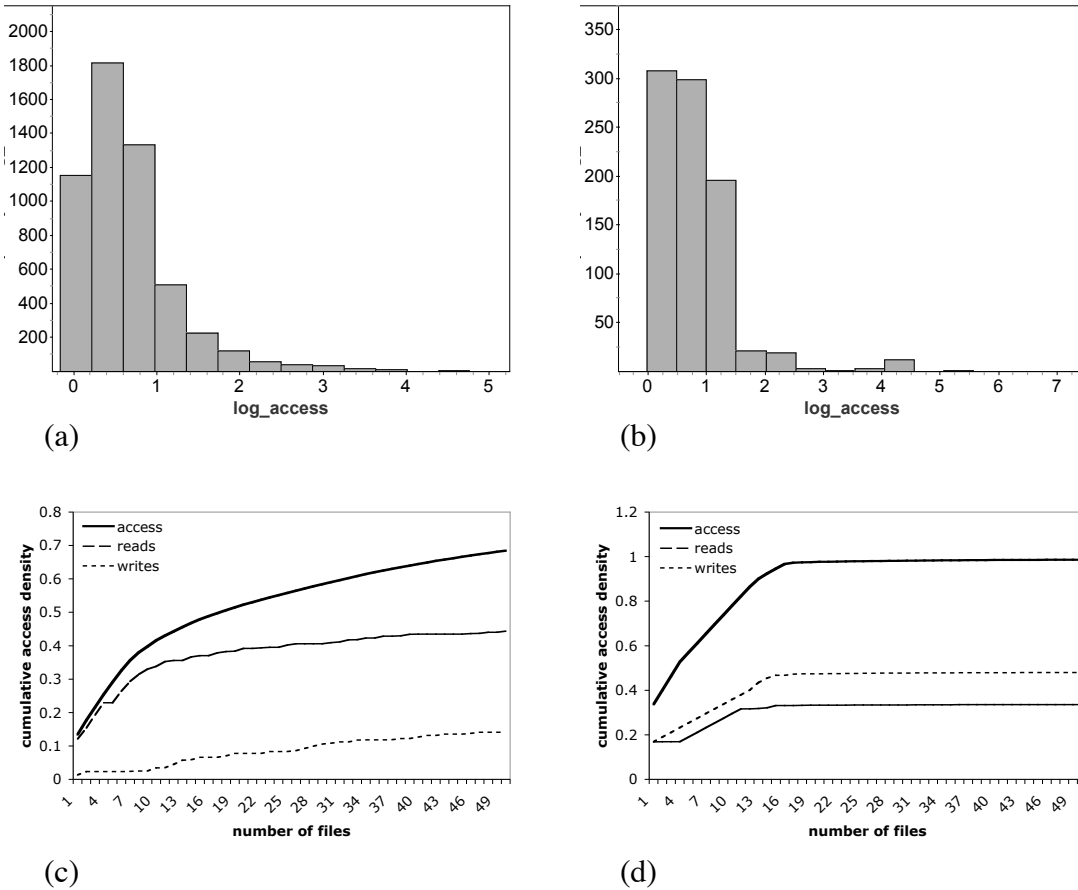 2000
1800
1600
1400
1200
1000
800
600
400
200
0 1 2 3 4 5
log_access
(a)
350
300
250
200
150
100
50
0 1 2 3 4 5 6 7
log_access
(b)
0.8
0.7
0.6
0.5
0.4
0.3
0.2
0.1
0
cumulative access density
access
reads
writes
1 4 7 10 13 16 19 22 25 28 31 34 37 40 43 46 49
number of files
(c)
1.2
1
0.8
0.6
0.4
0.2
0
cumulative access density
access
reads
writes
1 4 7 10 13 16 19 22 25 28 31 34 37 40 43 46 49
number of files
(d)